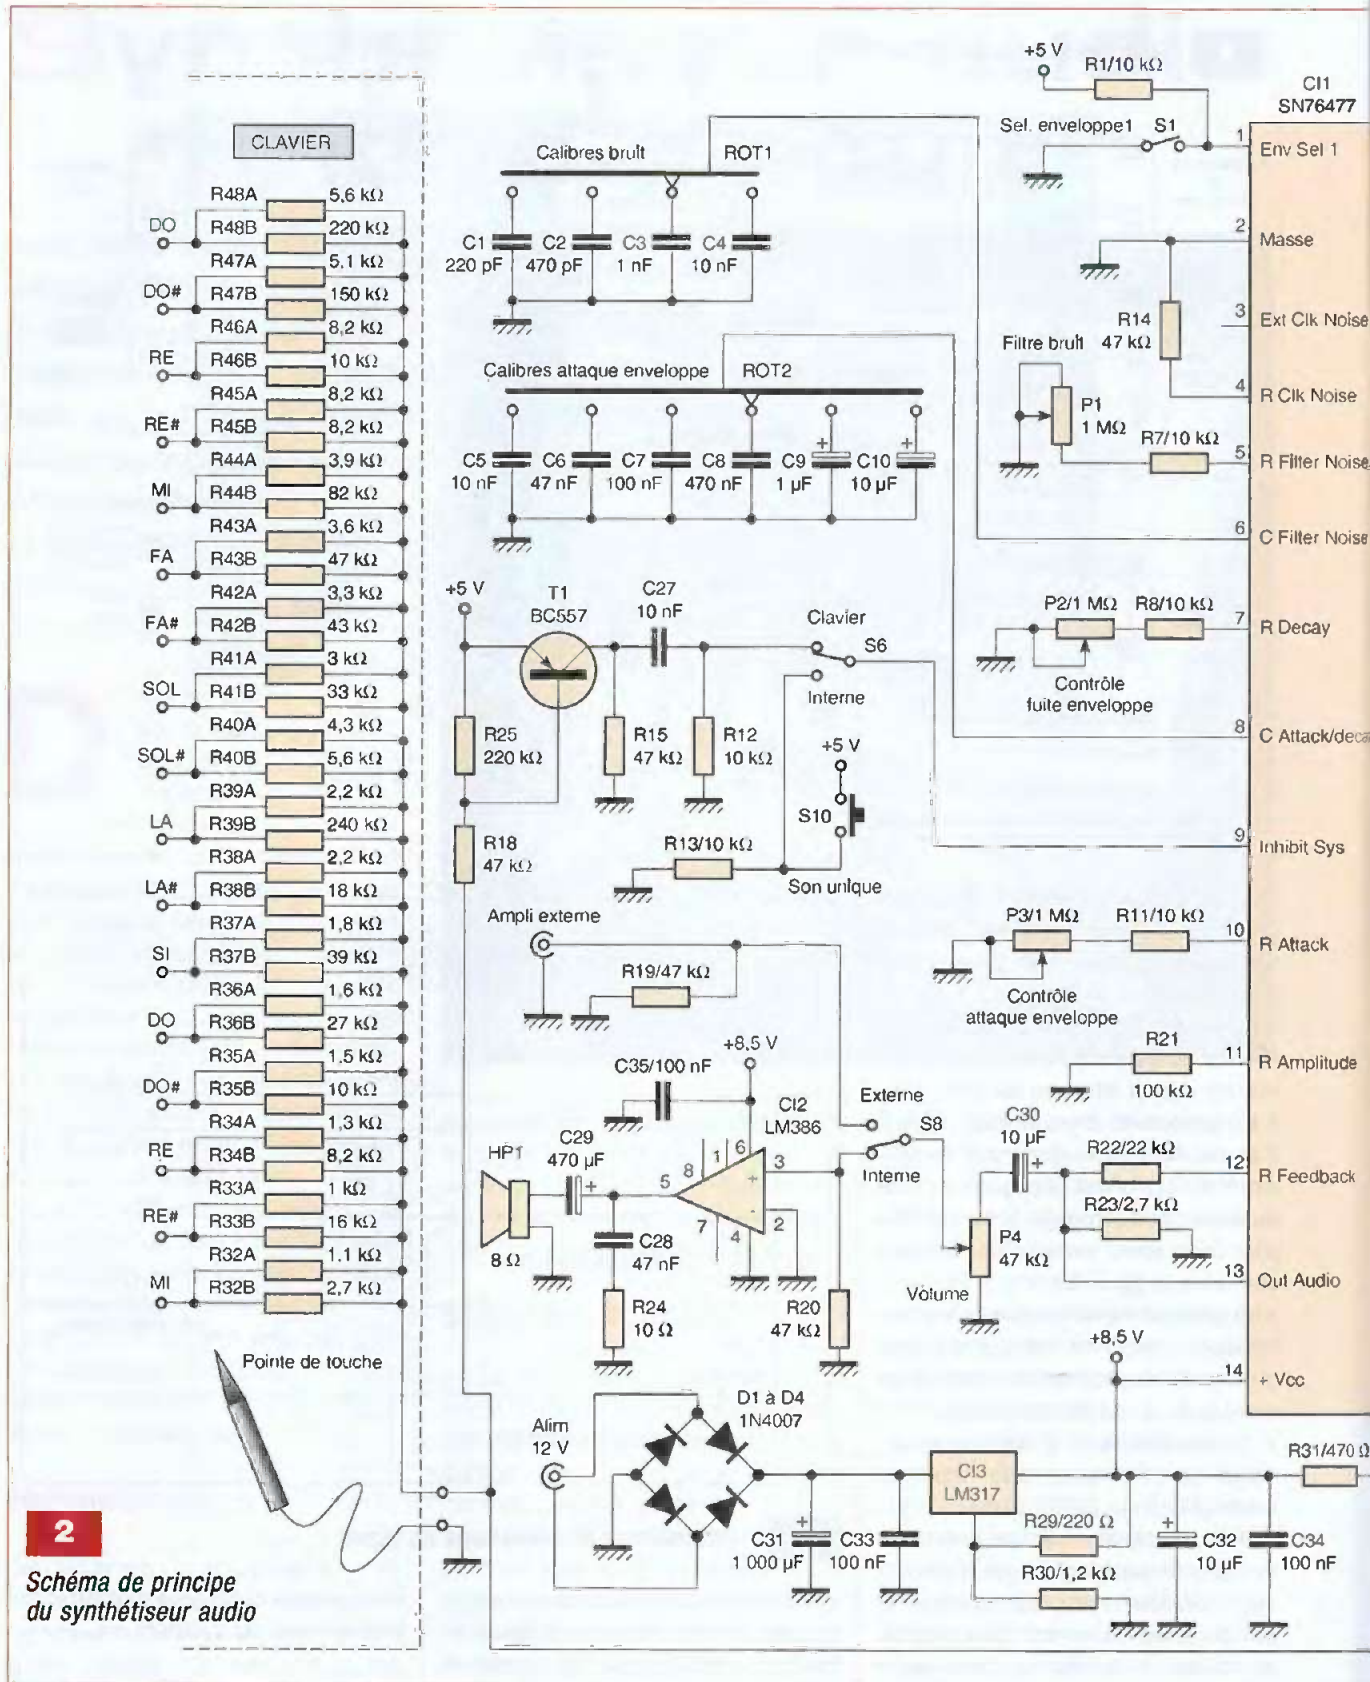 CLAVIER
R48A 5,6 kΩ
DO R48B 220 kΩ
R47A 5,1 kΩ
DO# R47B 150 kΩ
R46A 8,2 kΩ
RE R46B 10 kΩ
R45A 8,2 kΩ
RE# R45B 8,2 kΩ
R44A 3,9 kΩ
MI R44B 82 kΩ
R43A 3,6 kΩ
FA R43B 47 kΩ
R42A 3,3 kΩ
FA# R42B 43 kΩ
R41A 3 kΩ
SOL R41B 33 kΩ
R40A 4,3 kΩ
SOL# R40B 5,6 kΩ
R39A 2,2 kΩ
LA R39B 240 kΩ
R38A 2,2 kΩ
LA# R38B 18 kΩ
R37A 1,8 kΩ
SI R37B 39 kΩ
R36A 1,6 kΩ
DO R36B 27 kΩ
R35A 1,5 kΩ
DO# R35B 10 kΩ
R34A 1,3 kΩ
RE R34B 8,2 kΩ
R33A 1 kΩ
RE# R33B 16 kΩ
R32A 1.1 kΩ
MI R32B 2,7 kΩ
Pointe de touche
2
Schéma de principe
du synthétiseur audio
Calibres bruit ROT1
C1 C2 C3 C4
220 pF 470 pF 1 nF 10 nF
Calibres attaque enveloppe ROT2
C5 C6 C7 C8 C9 C10
10 nF 47 nF 100 nF 470 nF 1 µF 10 µF
+ +
+5 V
T1
BC557
C27
10 nF
Clavier
S6
Interne
R25
220 kΩ
R15
47 kΩ
R12
10 kΩ
+5 V
S10
R18
47 kΩ
R13/10 kΩ
Son unique
Ampli externe
R19/47 kΩ
+8,5 V
C35/100 nF
CI2
LM386
Externe
S8
Interne
HP1
8 Ω
C29
470 µF
+
5 8 1 6 3
+
-
7 4 2
C28
47 nF
R24
10 Ω
R20
47 kΩ
P4
47 kΩ
Volume
C30
10 µF
+
Alim
12 V
D1 à D4
1N4007
C31
1 000 µF
+
C33
100 nF
CI3
LM317
R29/220 Ω
R30/1,2 kΩ
+
C32
10 µF
C34
100 nF
R31/470 Ω
+5 V
R1/10 kΩ
Sel. enveloppe1 S1
CI1
SN76477
1 Env Sel 1
2 Masse
R14
47 kΩ
3 Ext Clk Noise
Filtre bruit
4 R Clk Noise
P1
1 MΩ
R7/10 kΩ
5 R Filter Noise
6 C Filter Noise
P2/1 MΩ R8/10 kΩ
7 R Decay
Contrôle
fuite enveloppe
8 C Attack/deca
9 Inhibit Sys
P3/1 MΩ R11/10 kΩ
10 R Attack
Contrôle
attaque enveloppe
R21
100 kΩ
11 R Amplitude
R22/22 kΩ
12 R Feedback
R23/2,7 kΩ
13 Out Audio
+8,5 V
14 + Vcc